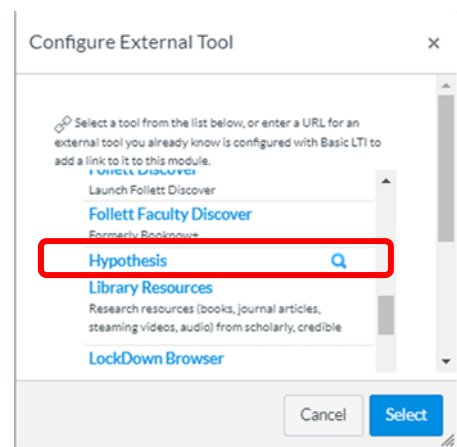 Configure External Tool ×
Select a tool from the list below, or enter a URL for an
external tool you already know is configured with Basic LTI to
add a link to it to this module.
Follett Discover
Launch Follett Discover
Follett Faculty Discover
Formerly Booknow+
Hypothesis
Library Resources
Research resources (books, journal articles,
steaming videos, audio) from scholarly, credible
LockDown Browser
Cancel Select